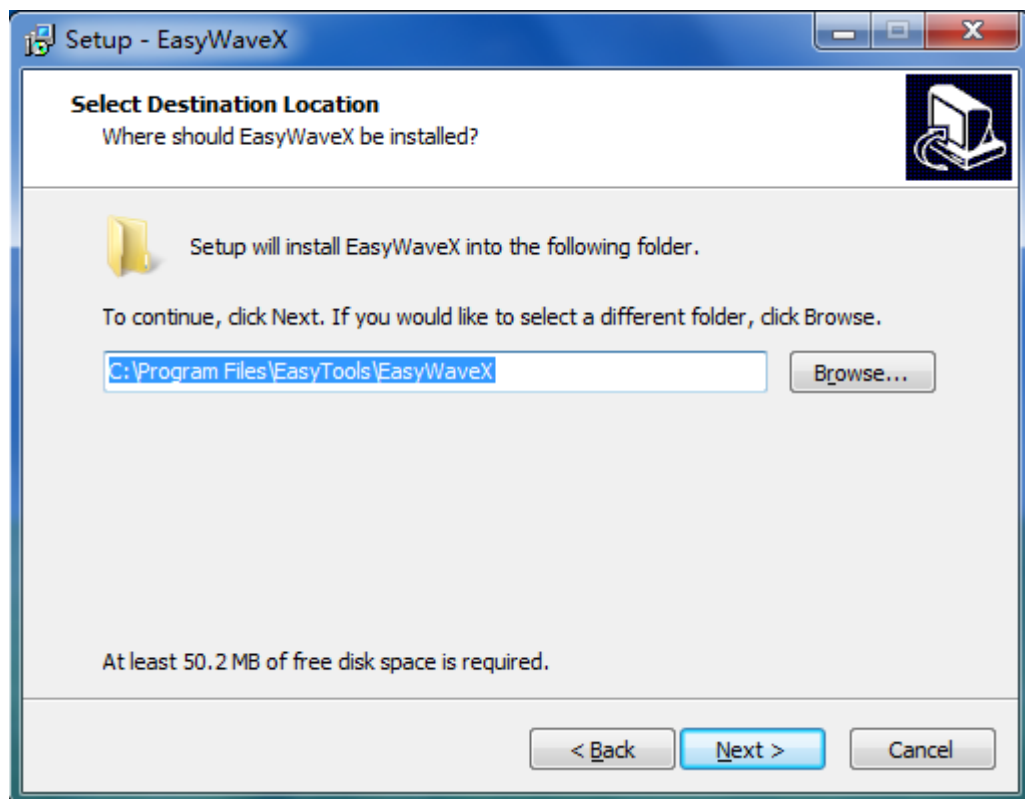 Setup - EasyWaveX
Select Destination Location
Where should EasyWaveX be installed?
Setup will install EasyWaveX into the following folder.
To continue, click Next. If you would like to select a different folder, click Browse.
C:\Program Files\EasyTools\EasyWaveX
Browse...
At least 50.2 MB of free disk space is required.
< Back
Next >
Cancel